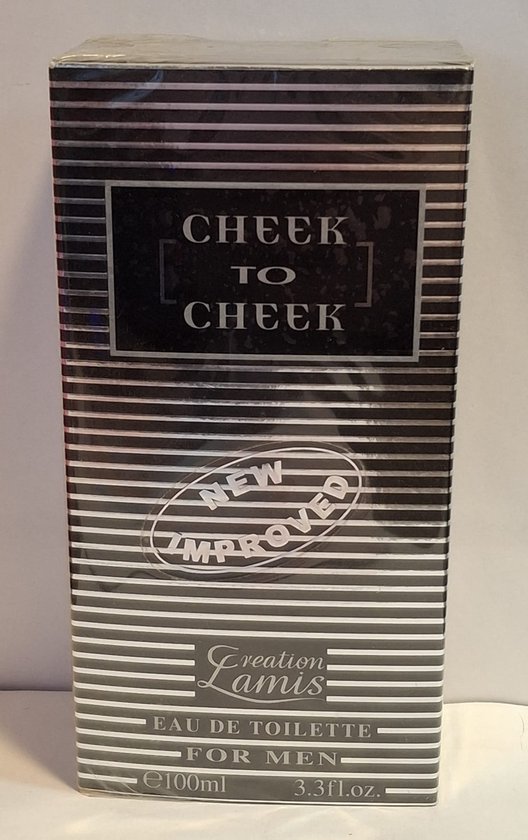 CHEEK
TO
CHEEK
NEW
IMPROVED
Creation
Lamis
EAU DE TOILETTE
FOR MEN
℮100ml 3.3fl.oz.